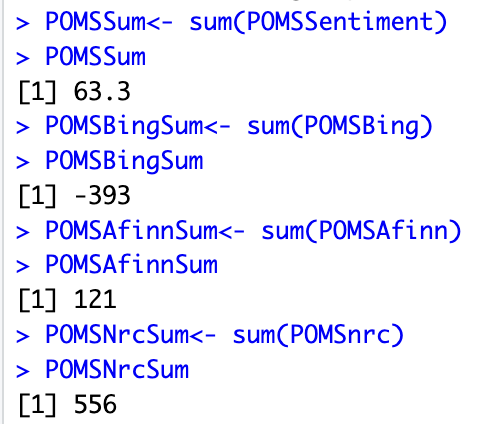 > POMSSum<- sum(POMSSentiment)
> POMSSum
[1] 63.3
> POMSBingSum<- sum(POMSBing)
> POMSBingSum
[1] -393
> POMSAfinnSum<- sum(POMSAfinn)
> POMSAfinnSum
[1] 121
> POMSNrcSum<- sum(POMSnrc)
> POMSNrcSum
[1] 556